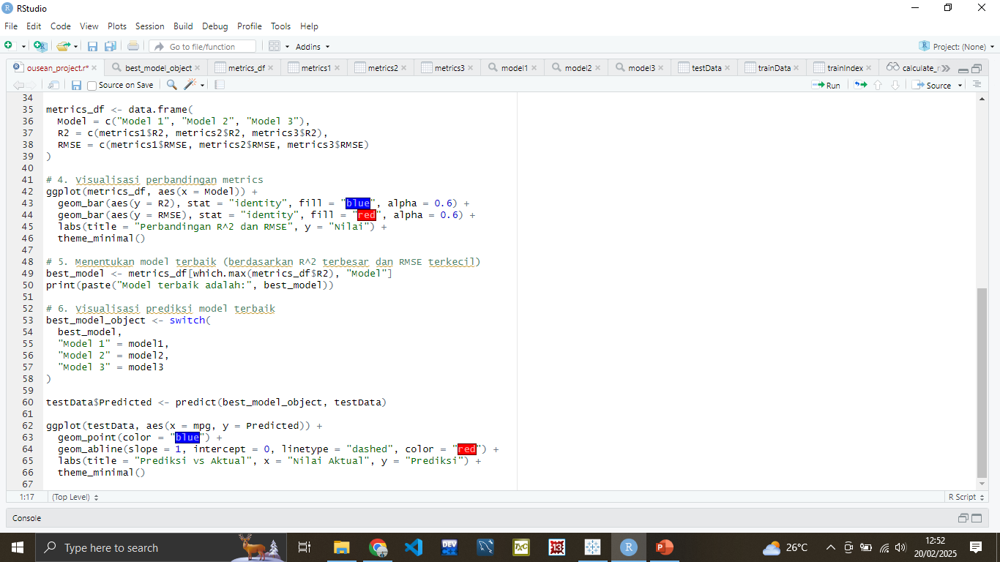 RStudio
File Edit Code View Plots Session Build Debug Profile Tools Help
Go to file/function Addins Project: (None)
ousean_project.r* best_model_object metrics_df metrics1 metrics2 metrics3 model1 model2 model3 testData trainData trainIndex
Source on Save Run Source
34
35 metrics_df <- data.frame(
36 Model = c("Model 1", "Model 2", "Model 3"),
37 R2 = c(metrics1$R2, metrics2$R2, metrics3$R2),
38 RMSE = c(metrics1$RMSE, metrics2$RMSE, metrics3$RMSE)
39 )
40
41 # 4. Visualisasi perbandingan metrics
42 ggplot(metrics_df, aes(x = Model)) +
43 geom_bar(aes(y = R2), stat = "identity", fill = "blue", alpha = 0.6) +
44 geom_bar(aes(y = RMSE), stat = "identity", fill = "red", alpha = 0.6) +
45 labs(title = "Perbandingan R^2 dan RMSE", y = "Nilai") +
46 theme_minimal()
47
48 # 5. Menentukan model terbaik (berdasarkan R^2 terbesar dan RMSE terkecil)
49 best_model <- metrics_df[which.max(metrics_df$R2), "Model"]
50 print(paste("Model terbaik adalah:", best_model))
51
52 # 6. Visualisasi prediksi model terbaik
53 best_model_object <- switch(
54 best_model,
55 "Model 1" = model1,
56 "Model 2" = model2,
57 "Model 3" = model3
58 )
59
60 testData$Predicted <- predict(best_model_object, testData)
61
62 ggplot(testData, aes(x = mpg, y = Predicted)) +
63 geom_point(color = "blue") +
64 geom_abline(slope = 1, intercept = 0, linetype = "dashed", color = "red") +
65 labs(title = "Prediksi vs Aktual", x = "Nilai Aktual", y = "Prediksi") +
66 theme_minimal()
67
1:17 (Top Level) R Script
Console
Type here to search DEV TXC 13 R P 26°C 12:52
20/02/2025